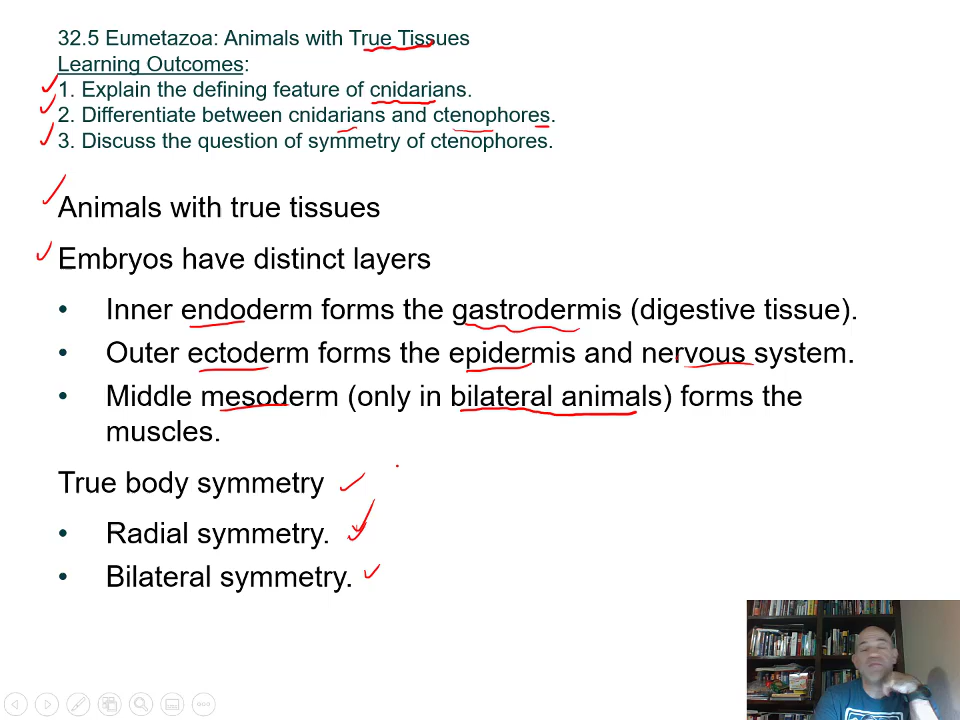 32.5 Eumetazoa: Animals with True Tissues
Learning Outcomes:
1. Explain the defining feature of cnidarians.
2. Differentiate between cnidarians and ctenophores.
3. Discuss the question of symmetry of ctenophores.
Animals with true tissues
Embryos have distinct layers
• Inner endoderm forms the gastrodermis (digestive tissue).
• Outer ectoderm forms the epidermis and nervous system.
• Middle mesoderm (only in bilateral animals) forms the
muscles.
True body symmetry
• Radial symmetry.
• Bilateral symmetry.